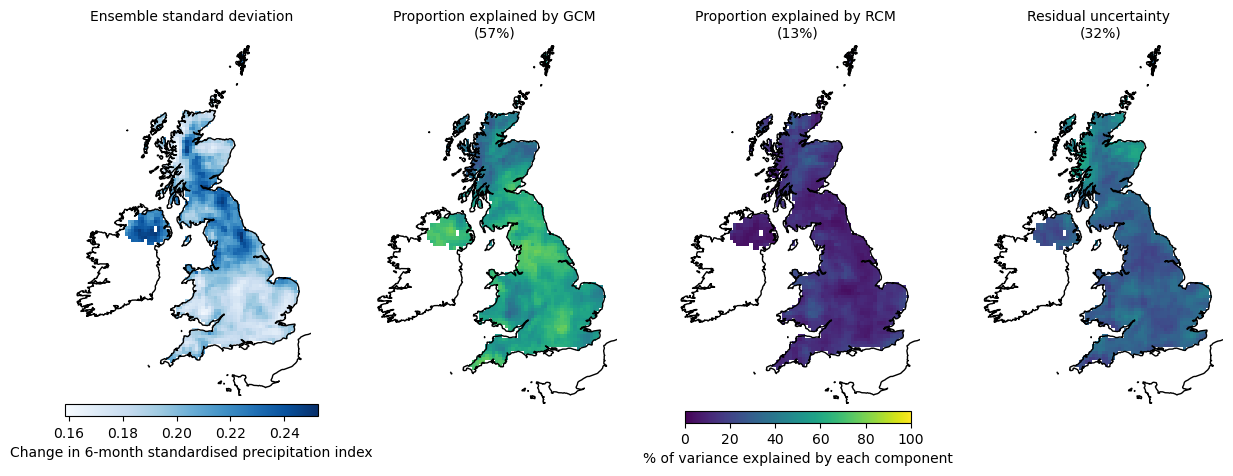 Ensemble standard deviation
Proportion explained by GCM
(57%)
Proportion explained by RCM
(13%)
Residual uncertainty
(32%)
0.16 0.18 0.20 0.22 0.24
Change in 6-month standardised precipitation index
0 20 40 60 80 100
% of variance explained by each component